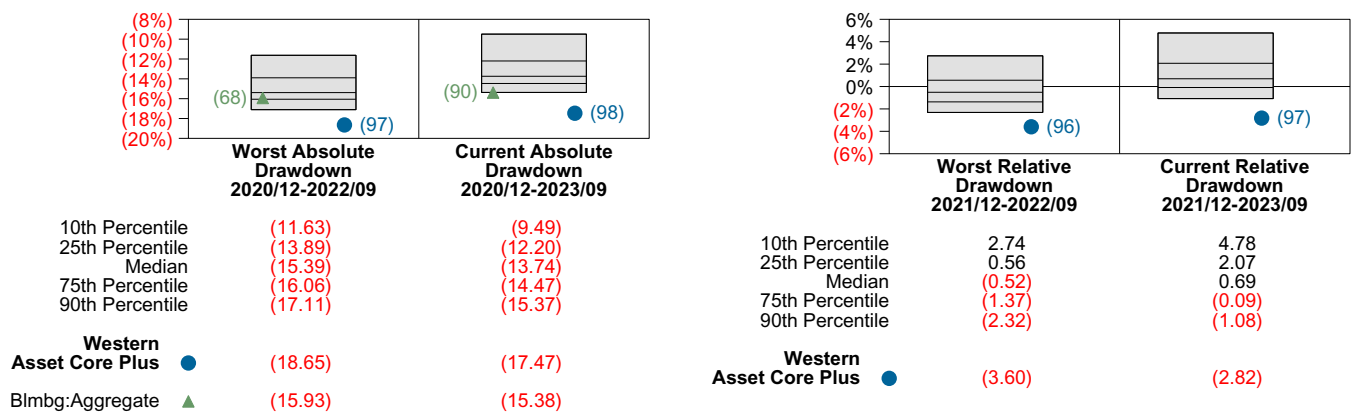 (8%)
(10%)
(12%)
(14%)
(16%)
(18%)
(20%)
(68)
(97)
(90)
(98)
Worst Absolute
Drawdown
2020/12-2022/09
Current Absolute
Drawdown
2020/12-2023/09
10th Percentile (11.63) (9.49)
25th Percentile (13.89) (12.20)
Median (15.39) (13.74)
75th Percentile (16.06) (14.47)
90th Percentile (17.11) (15.37)
Western
Asset Core Plus (18.65) (17.47)
Blmbg:Aggregate (15.93) (15.38)
6%
4%
2%
0%
(2%)
(4%)
(6%)
(96)
(97)
Worst Relative
Drawdown
2021/12-2022/09
Current Relative
Drawdown
2021/12-2023/09
10th Percentile 2.74 4.78
25th Percentile 0.56 2.07
Median (0.52) 0.69
75th Percentile (1.37) (0.09)
90th Percentile (2.32) (1.08)
Western
Asset Core Plus (3.60) (2.82)